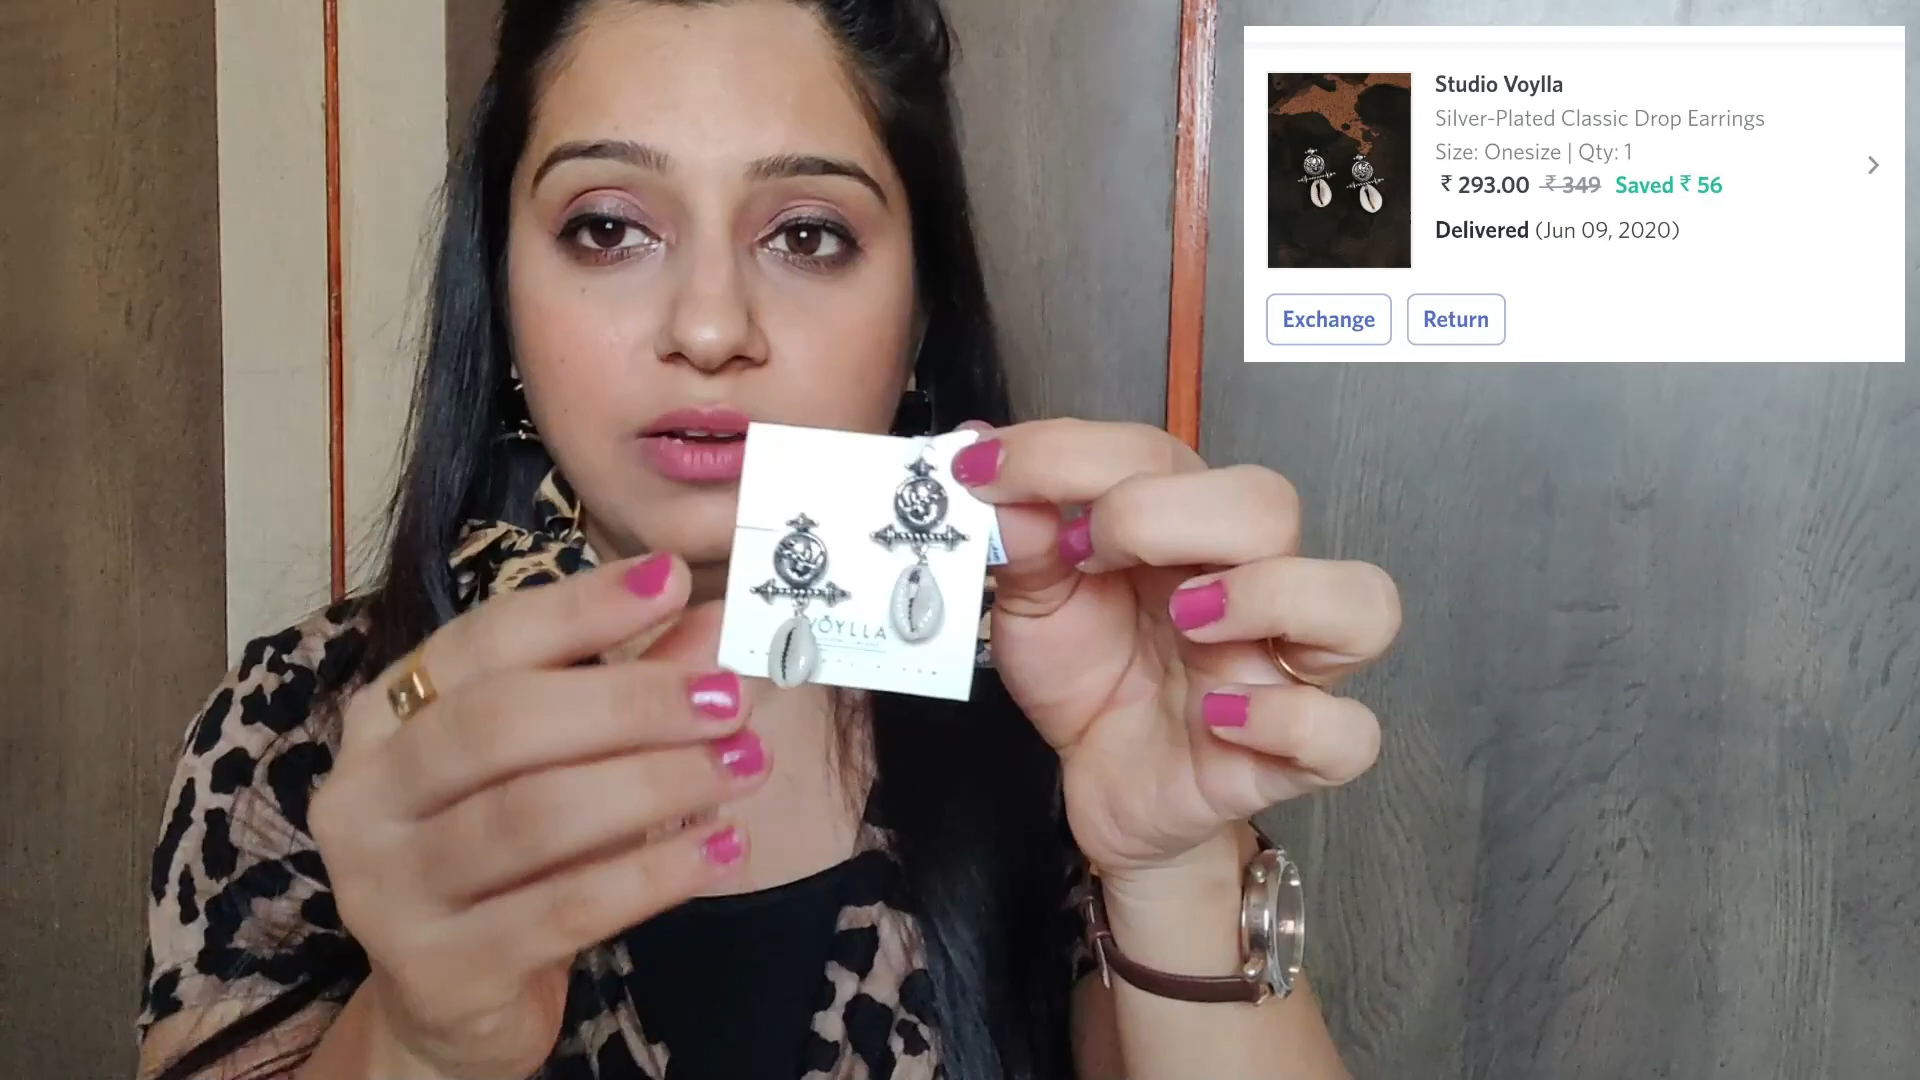 Studio Voylla
Silver-Plated Classic Drop Earrings
Size: Onesize | Qty: 1
₹ 293.00 ₹ 349 Saved ₹ 56
Delivered (Jun 09, 2020)
Exchange Return
VOYLLA